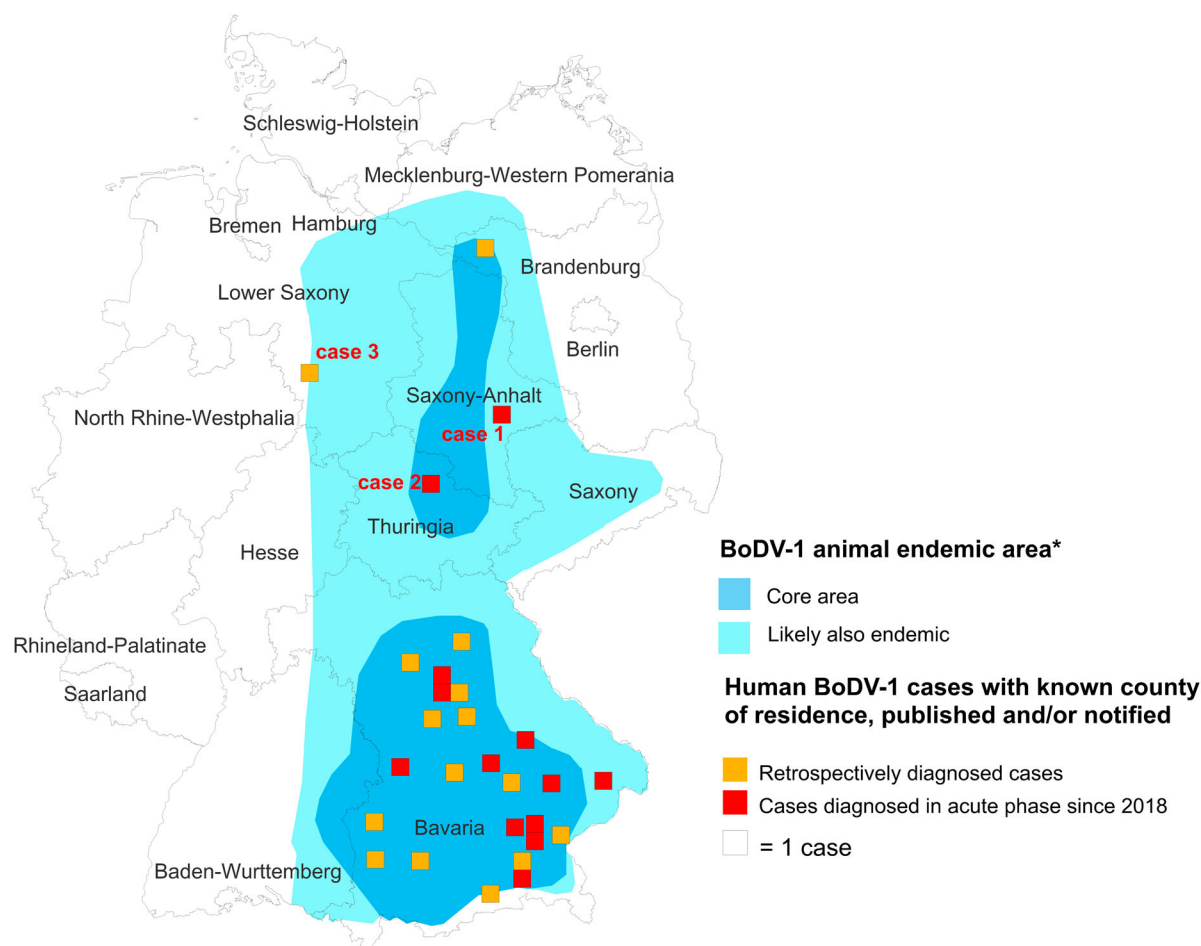 Schleswig-Holstein
Mecklenburg-Western Pomerania
Bremen
Hamburg
Brandenburg
Lower Saxony
Berlin
case 3
Saxony-Anhalt
North Rhine-Westphalia
case 1
case 2
Saxony
Thuringia
Hesse
Rhineland-Palatinate
Saarland
Bavaria
Baden-Wurttemberg
BoDV-1 animal endemic area*
Core area
Likely also endemic
Human BoDV-1 cases with known county
of residence, published and/or notified
Retrospectively diagnosed cases
Cases diagnosed in acute phase since 2018
= 1 case